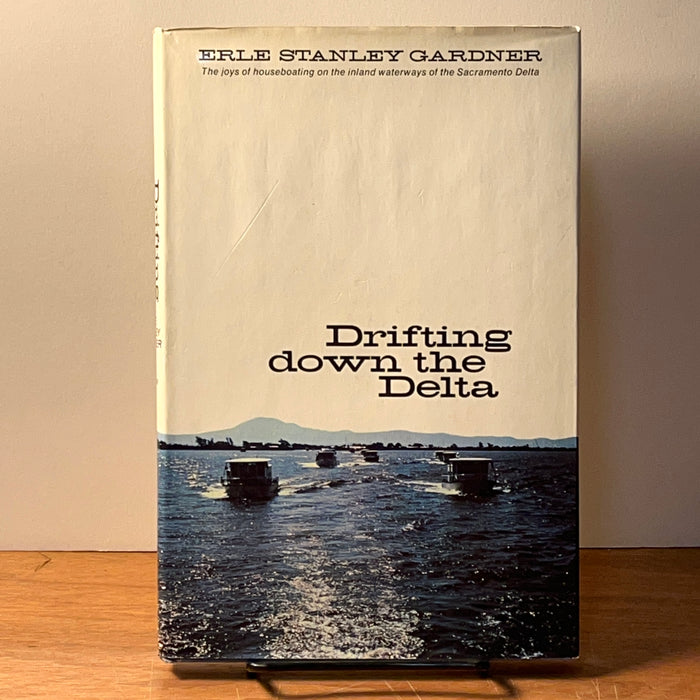 ERLE STANLEY GARDNER
The joys of houseboating on the inland waterways of the Sacramento Delta
Drifting
down the
Delta
Drifting